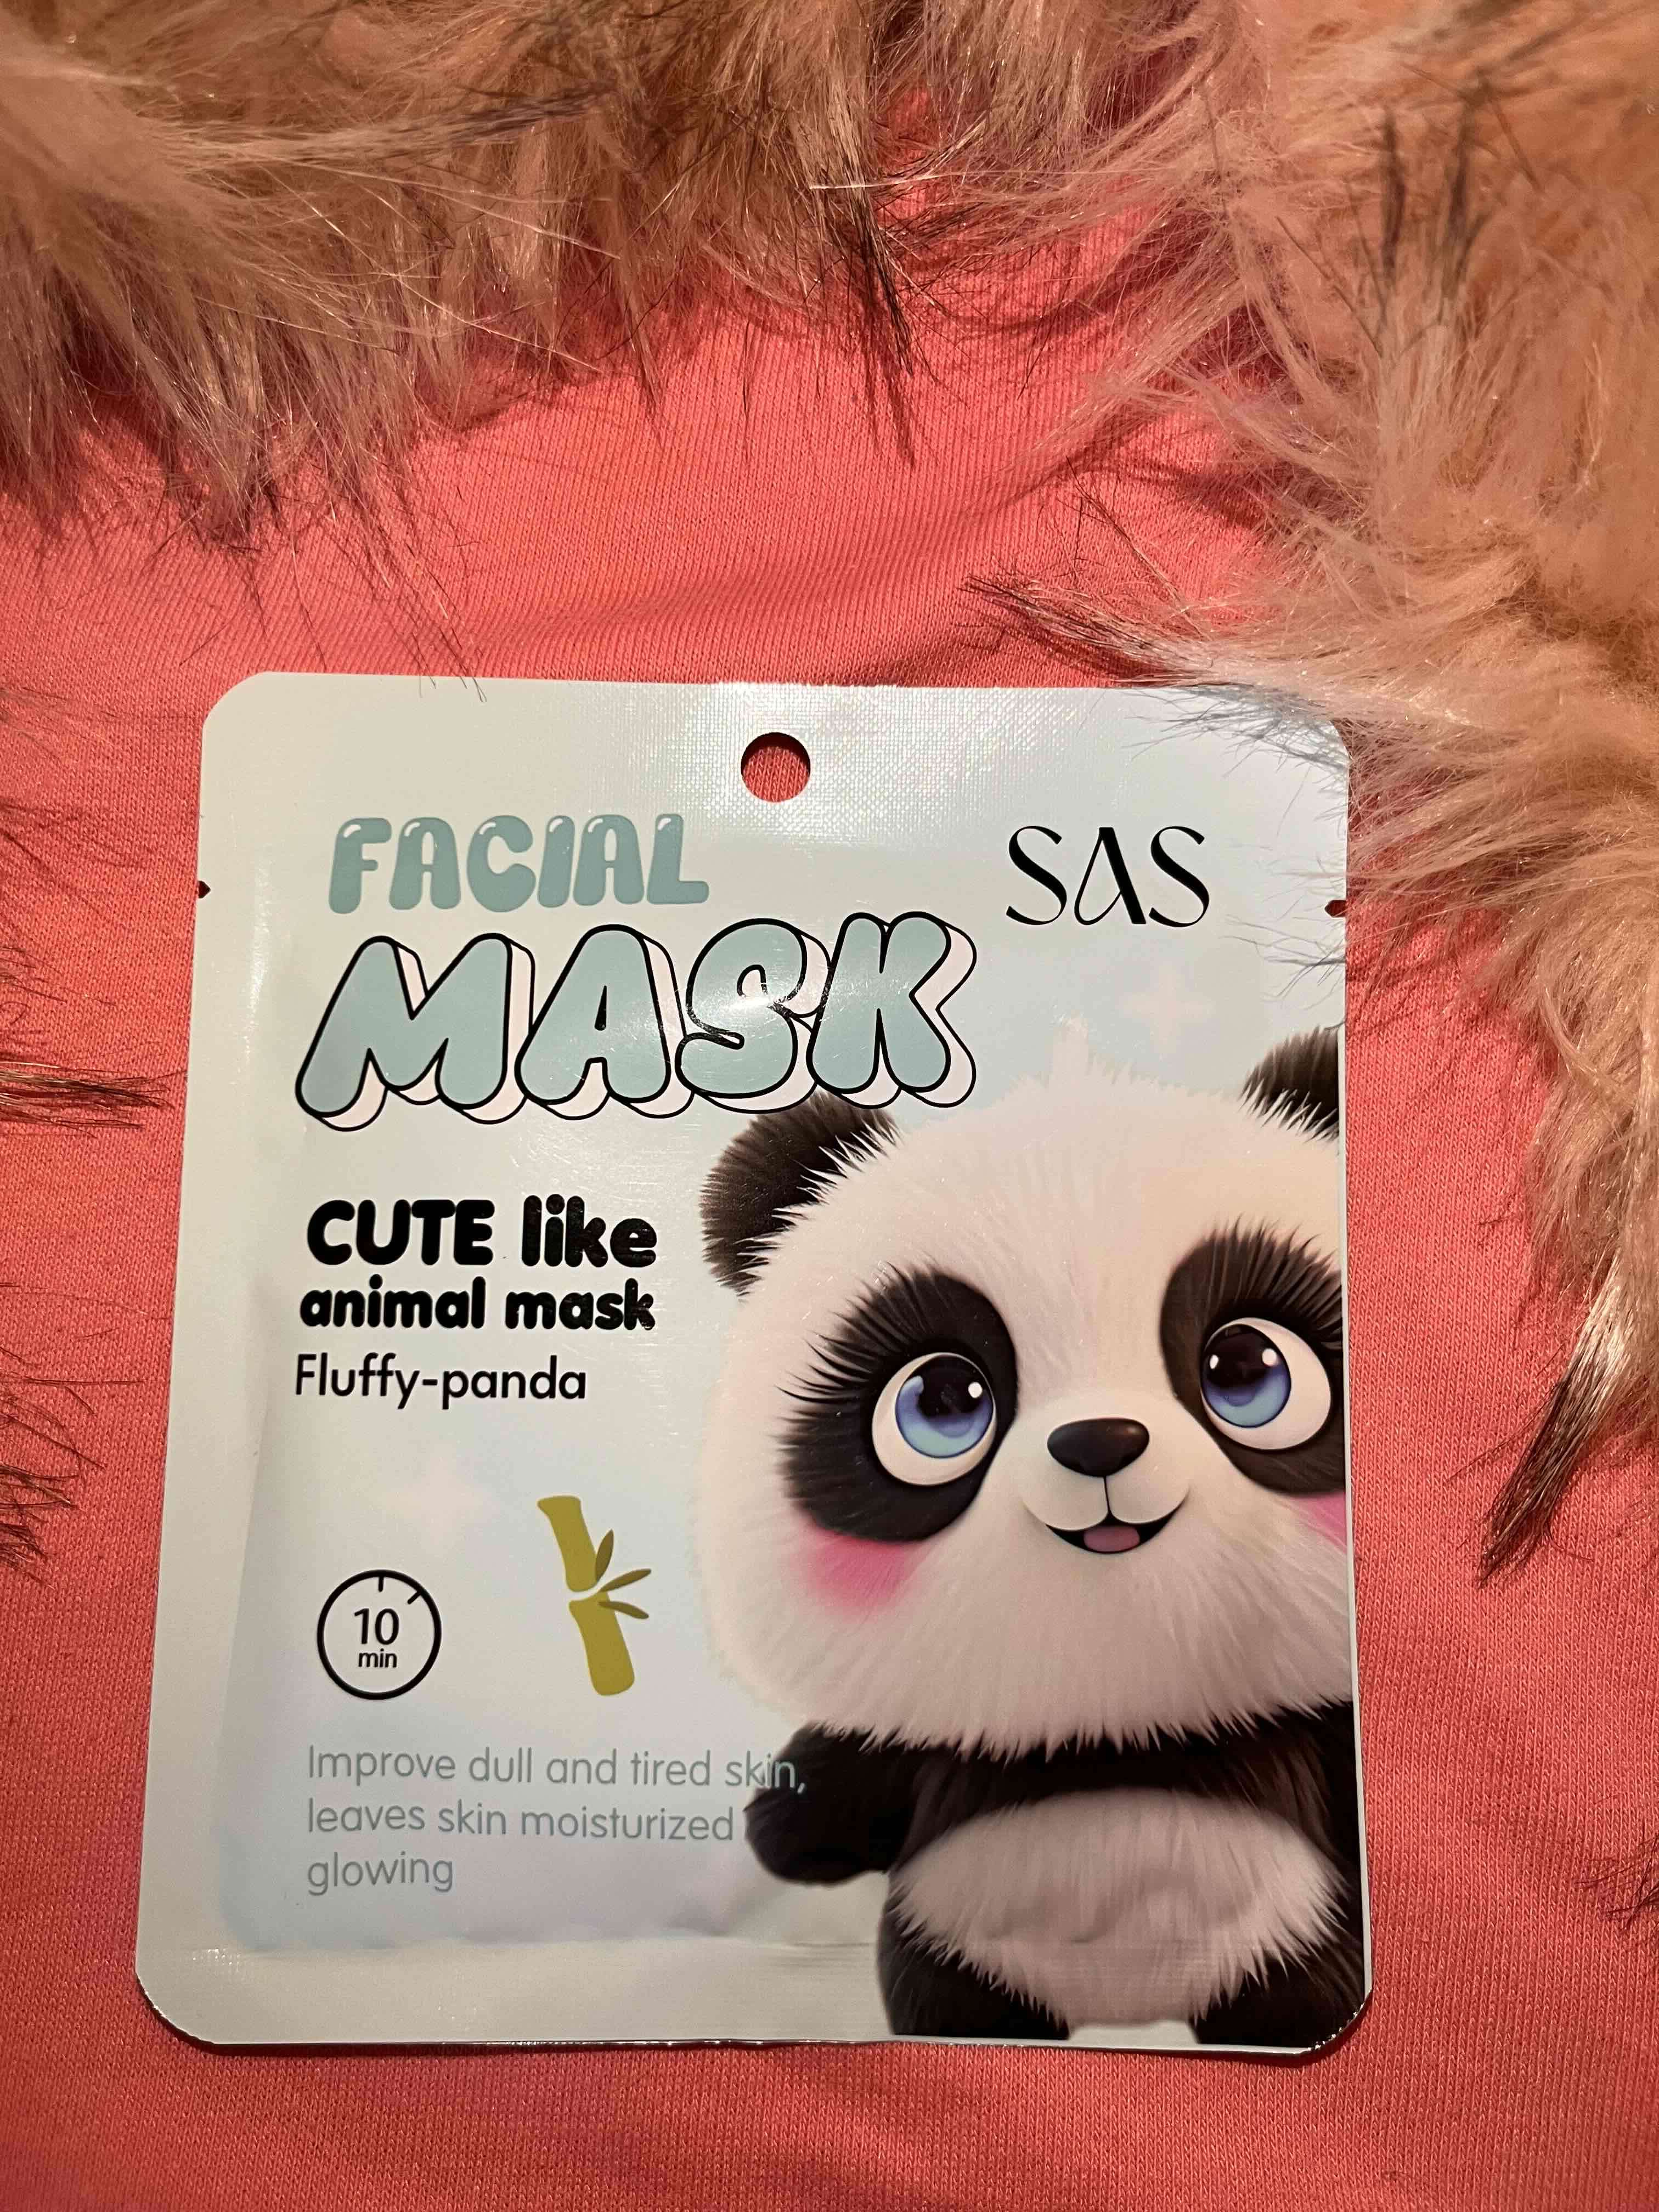 FACIAL
SAS
MASK
CUTE like
animal mask
Fluffy-panda
10
min
Improve dull and tired skin,
leaves skin moisturized
glowing